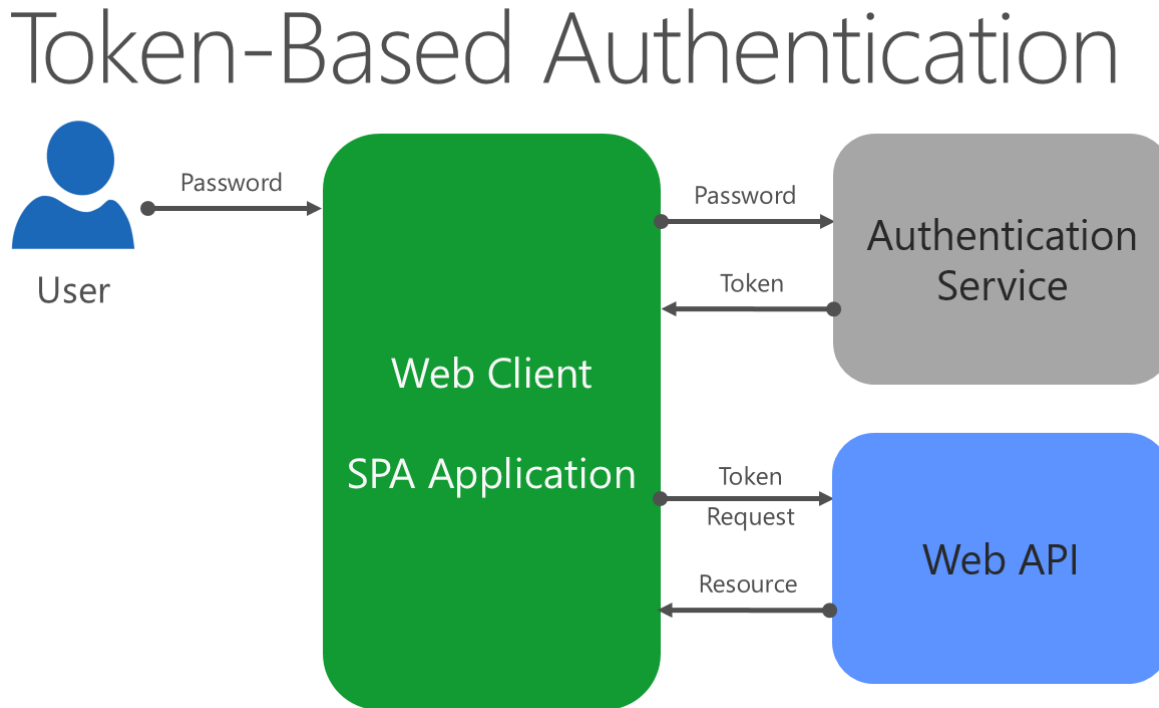 Token-Based Authentication
Password
User
Web Client
SPA Application
Password
Token
Authentication
Service
Token
Request
Resource
Web API